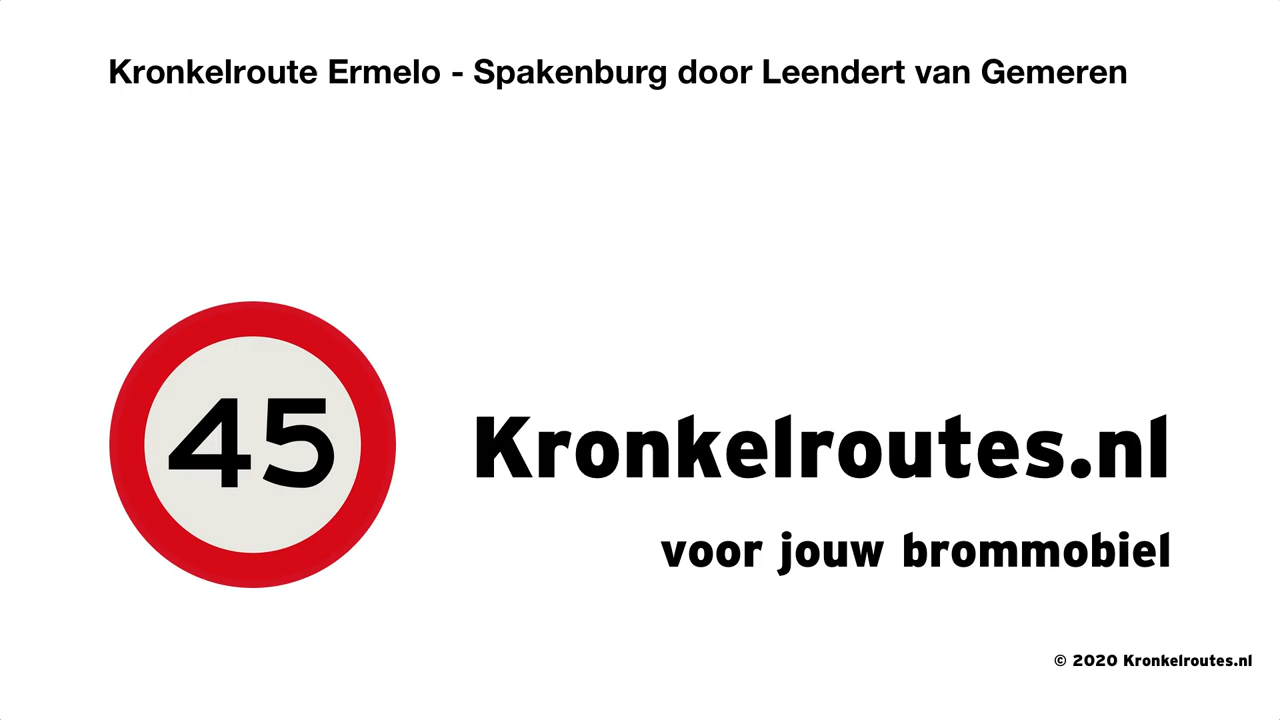 Kronkelroute Ermelo - Spakenburg door Leendert van Gemeren
45
Kronkelroutes.nl
voor jouw brommobiel
© 2020 Kronkelroutes.nl